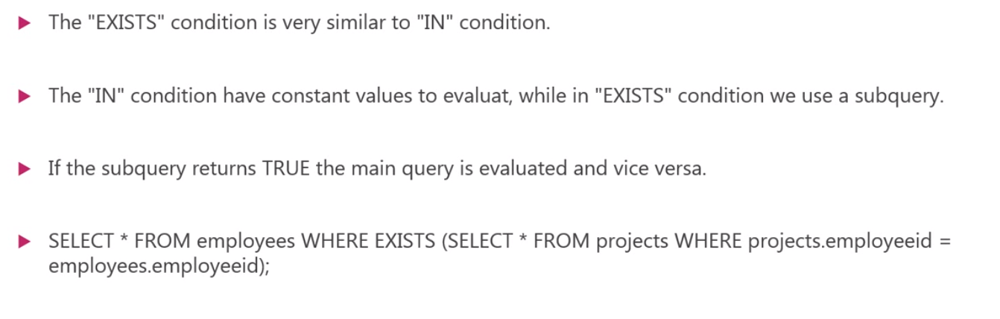 The "EXISTS" condition is very similar to "IN" condition.
The "IN" condition have constant values to evaluat, while in "EXISTS" condition we use a subquery.
If the subquery returns TRUE the main query is evaluated and vice versa.
SELECT * FROM employees WHERE EXISTS (SELECT * FROM projects WHERE projects.employeeid =
employees.employeeid);